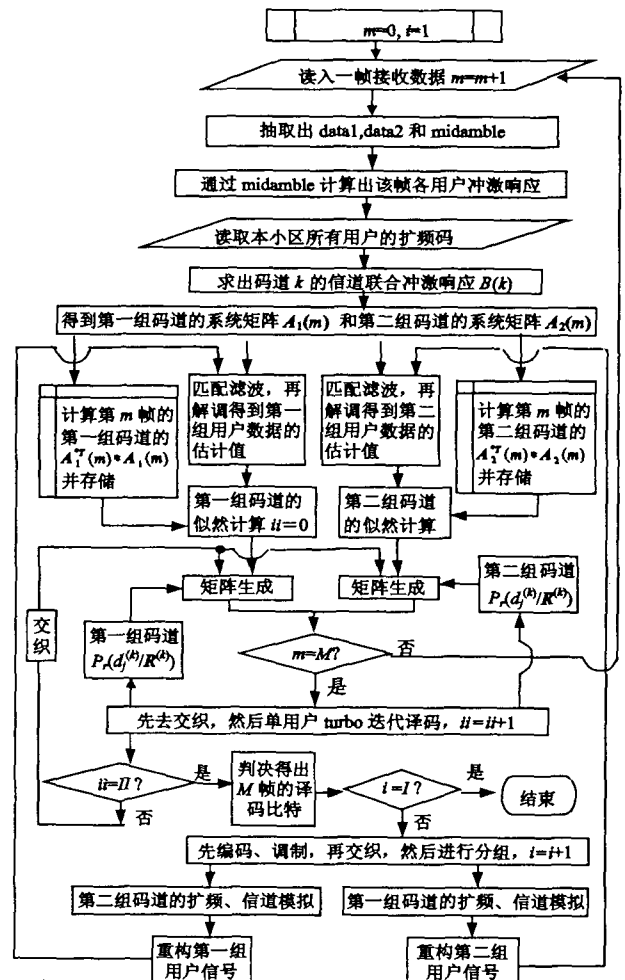 m=0, i=1
读入一帧接收数据 m=m+1
抽取出 data1,data2 和 midamble
通过 midamble 计算出该帧各用户冲激响应
读取本小区所有用户的扩频码
求出码道 k 的信道联合冲激响应 B(k)
得到第一组码道的系统矩阵 A₁(m) 和第二组码道的系统矩阵 A₂(m)
计算第 m 帧的
第一组码道的
A₁*ᵀ(m)*A₁(m)
并存储
匹配滤波，再
解调得到第一
组用户数据的
估计值
匹配滤波，再
解调得到第二
组用户数据的
估计值
计算第 m 帧的
第二组码道的
A₂*ᵀ(m)*A₂(m)
并存储
第一组码道的
似然计算 ii=0
第二组码道
的似然计算
矩阵生成
矩阵生成
第二组码道
Pᵣ(dⱼ⁽ᵏ⁾/R⁽ᵏ⁾)
交
织
第一组码道
Pᵣ(dⱼ⁽ᵏ⁾/R⁽ᵏ⁾)
m=M?
否
是
先去交织，然后单用户 turbo 迭代译码，ii=ii+1
ii=II？
是
否
判决得出
M 帧的译
码比特
i=I？
是
否
结束
先编码、调制，再交织，然后进行分组，i=i+1
第二组码道的扩频、信道模拟
第一组码道的扩频、信道模拟
重构第一组
用户信号
重构第二组
用户信号